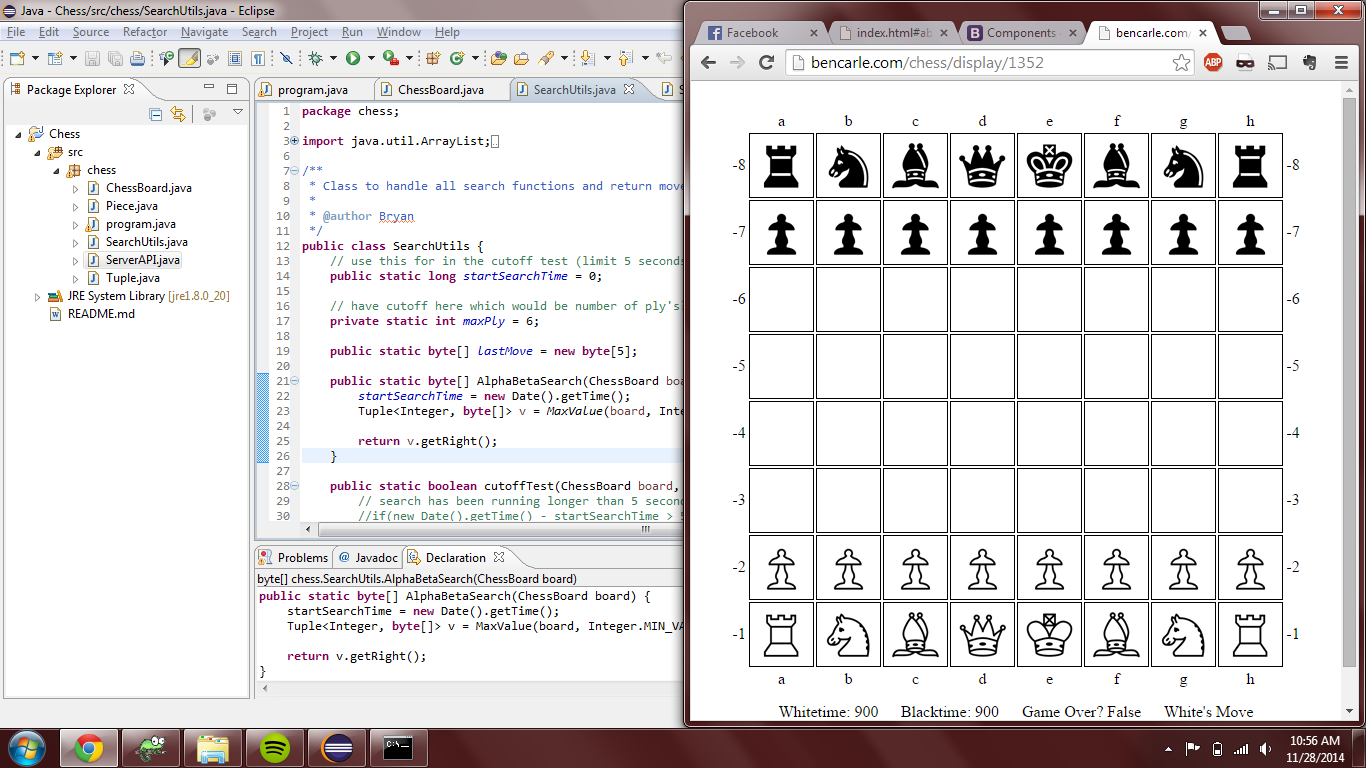 Java - Chess/src/chess/SearchUtils.java - Eclipse
File Edit Source Refactor Navigate Search Project Run Window Help
Package Explorer
Chess
src
chess
ChessBoard.java
Piece.java
program.java
SearchUtils.java
ServerAPI.java
Tuple.java
JRE System Library [jre1.8.0_20]
README.md
program.java ChessBoard.java SearchUtils.java
1 package chess;
2
3 import java.util.ArrayList;
6
7 /**
8 * Class to handle all search functions and return move
9 *
10 * @author Bryan
11 */
12 public class SearchUtils {
13 // use this for in the cutoff test (limit 5 seconds
14 public static long startSearchTime = 0;
15
16 // have cutoff here which would be number of ply's
17 private static int maxPly = 6;
18
19 public static byte[] lastMove = new byte[5];
20
21 public static byte[] AlphaBetaSearch(ChessBoard boa
22 startSearchTime = new Date().getTime();
23 Tuple<Integer, byte[]> v = MaxValue(board, Inte
24
25 return v.getRight();
26 }
27
28 public static boolean cutoffTest(ChessBoard board,
29 // search has been running longer than 5 second
30 //if(new Date().getTime() - startSearchTime > 5
Problems @ Javadoc Declaration
byte[] chess.SearchUtils.AlphaBetaSearch(ChessBoard board)
public static byte[] AlphaBetaSearch(ChessBoard board) {
startSearchTime = new Date().getTime();
Tuple<Integer, byte[]> v = MaxValue(board, Integer.MIN_VA
return v.getRight();
}
Facebook index.html#ab Components bencarle.com/
bencarle.com/chess/display/1352
ABP
a b c d e f g h
-8 -8
-7 -7
-6 -6
-5 -5
-4 -4
-3 -3
-2 -2
-1 -1
a b c d e f g h
Whitetime: 900 Blacktime: 900 Game Over? False White's Move
10:56 AM
11/28/2014